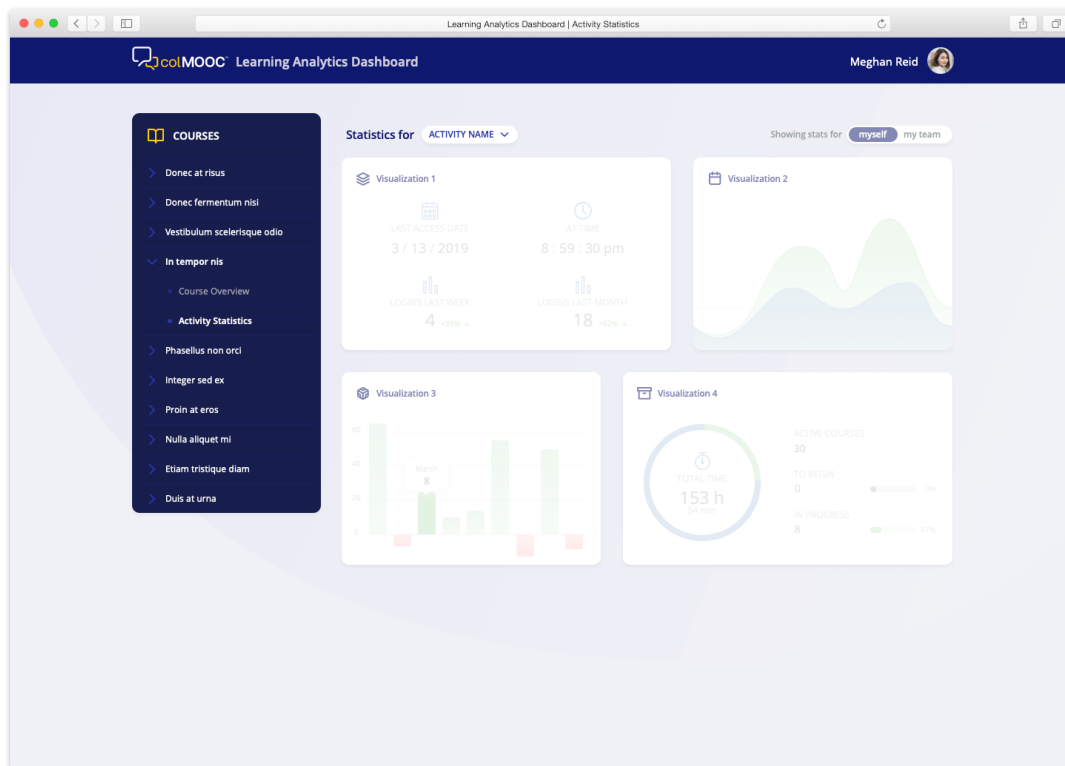 Learning Analytics Dashboard | Activity Statistics
colMOOC Learning Analytics Dashboard
Meghan Reid
COURSES
Donec at risus
Donec fermentum nisi
Vestibulum scelerisque odio
In tempor nis
Course Overview
Activity Statistics
Phasellus non orci
Integer sed ex
Proin at eros
Nulla aliquet mi
Etiam tristique diam
Duis at urna
Statistics for ACTIVITY NAME
Showing stats for myself my team
Visualization 1
LAST ACCESS DATE
3 / 13 / 2019
AT TIME
8 : 59 : 30 pm
LOGINS LAST WEEK
4
LOGINS LAST MONTH
18
Visualization 2
Visualization 3
60
40
20
0
March
8
Visualization 4
TOTAL TIME
153 h
54 min
ACTIVE COURSES
30
TO BEGIN
0
IN PROGRESS
8